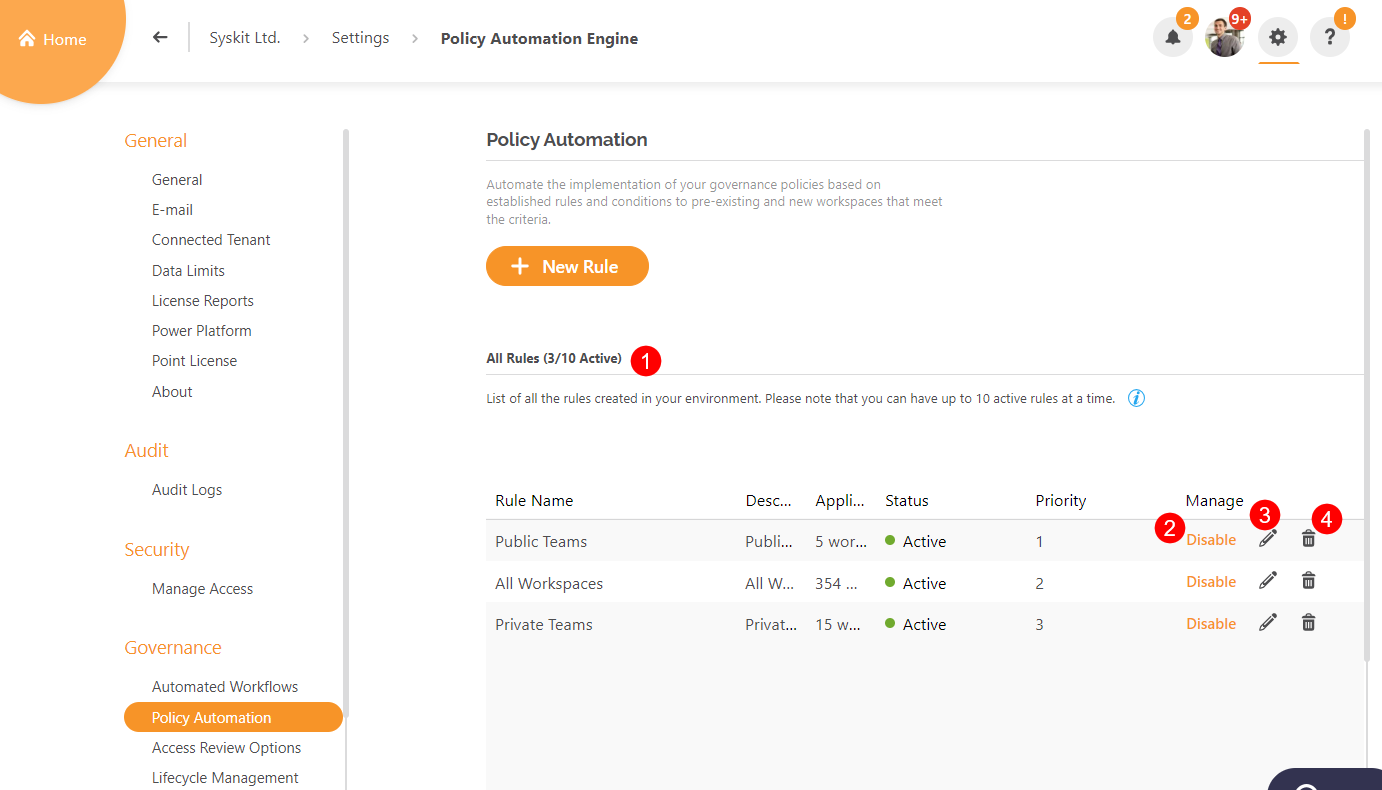 Home
Syskit Ltd. > Settings > Policy Automation Engine
2
9+
!
?
General
General
E-mail
Connected Tenant
Data Limits
License Reports
Power Platform
Point License
About
Audit
Audit Logs
Security
Manage Access
Governance
Automated Workflows
Policy Automation
Access Review Options
Lifecycle Management
Policy Automation
Automate the implementation of your governance policies based on
established rules and conditions to pre-existing and new workspaces that meet
the criteria.
+ New Rule
All Rules (3/10 Active) 1
List of all the rules created in your environment. Please note that you can have up to 10 active rules at a time. i
Rule Name Desc... Appli... Status Priority Manage
2 3 4
Public Teams Publi... 5 wor... Active 1 Disable
All Workspaces All W... 354 ... Active 2 Disable
Private Teams Privat... 15 w... Active 3 Disable